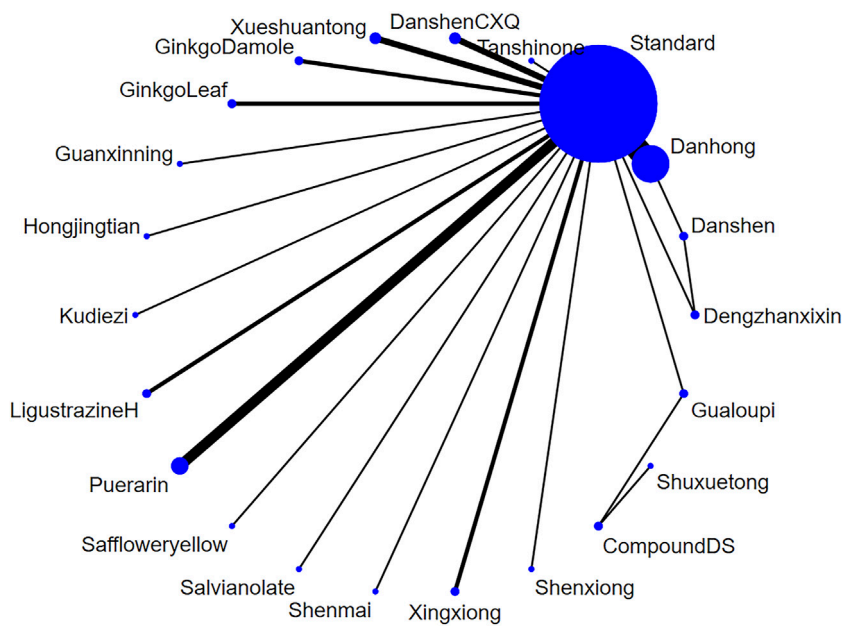 Xueshuantong
DanshenCXQ
GinkgoDamole
Tanshinone
Standard
GinkgoLeaf
Guanxinning
Danhong
Hongjingtian
Danshen
Kudiezi
Dengzhanxixin
LigustrazineH
Gualoupi
Puerarin
Shuxuetong
Saffloweryellow
CompoundDS
Salvianolate
Shenxiong
Shenmai
Xingxiong